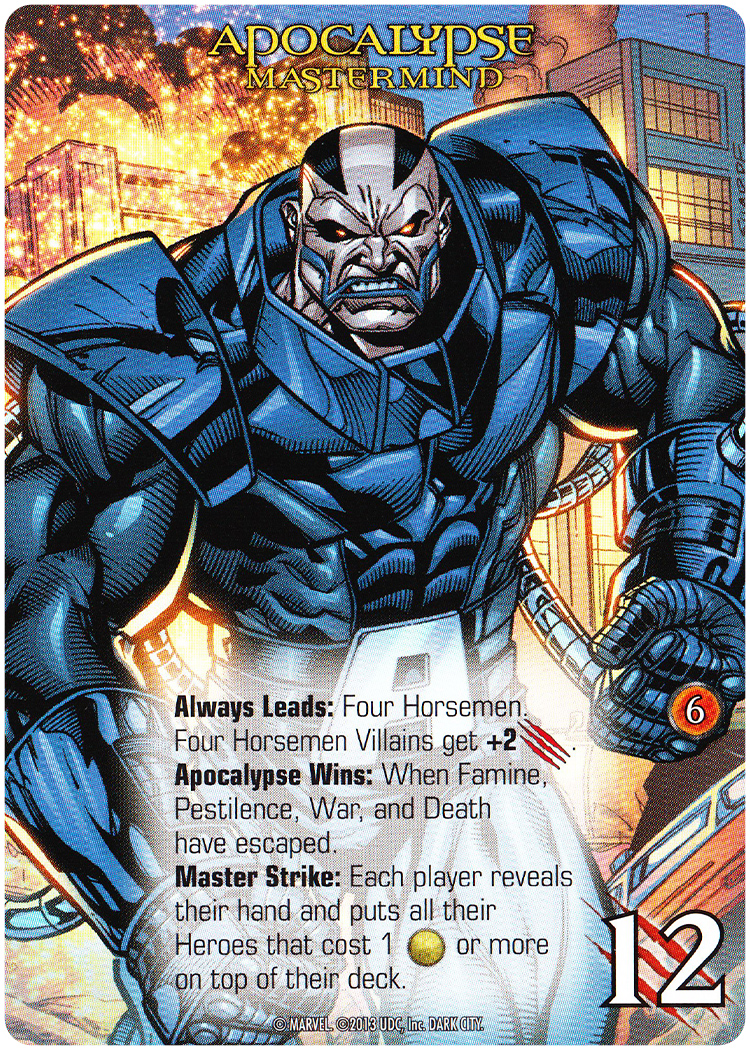 APOCALYPSE
MASTERMIND
6
Always Leads: Four Horsemen.
Four Horsemen Villains get +2 .
Apocalypse Wins: When Famine,
Pestilence, War, and Death
have escaped.
Master Strike: Each player reveals
their hand and puts all their
Heroes that cost 1 or more
on top of their deck.
12
© MARVEL. ©2013 UDC, Inc. DARK CITY.